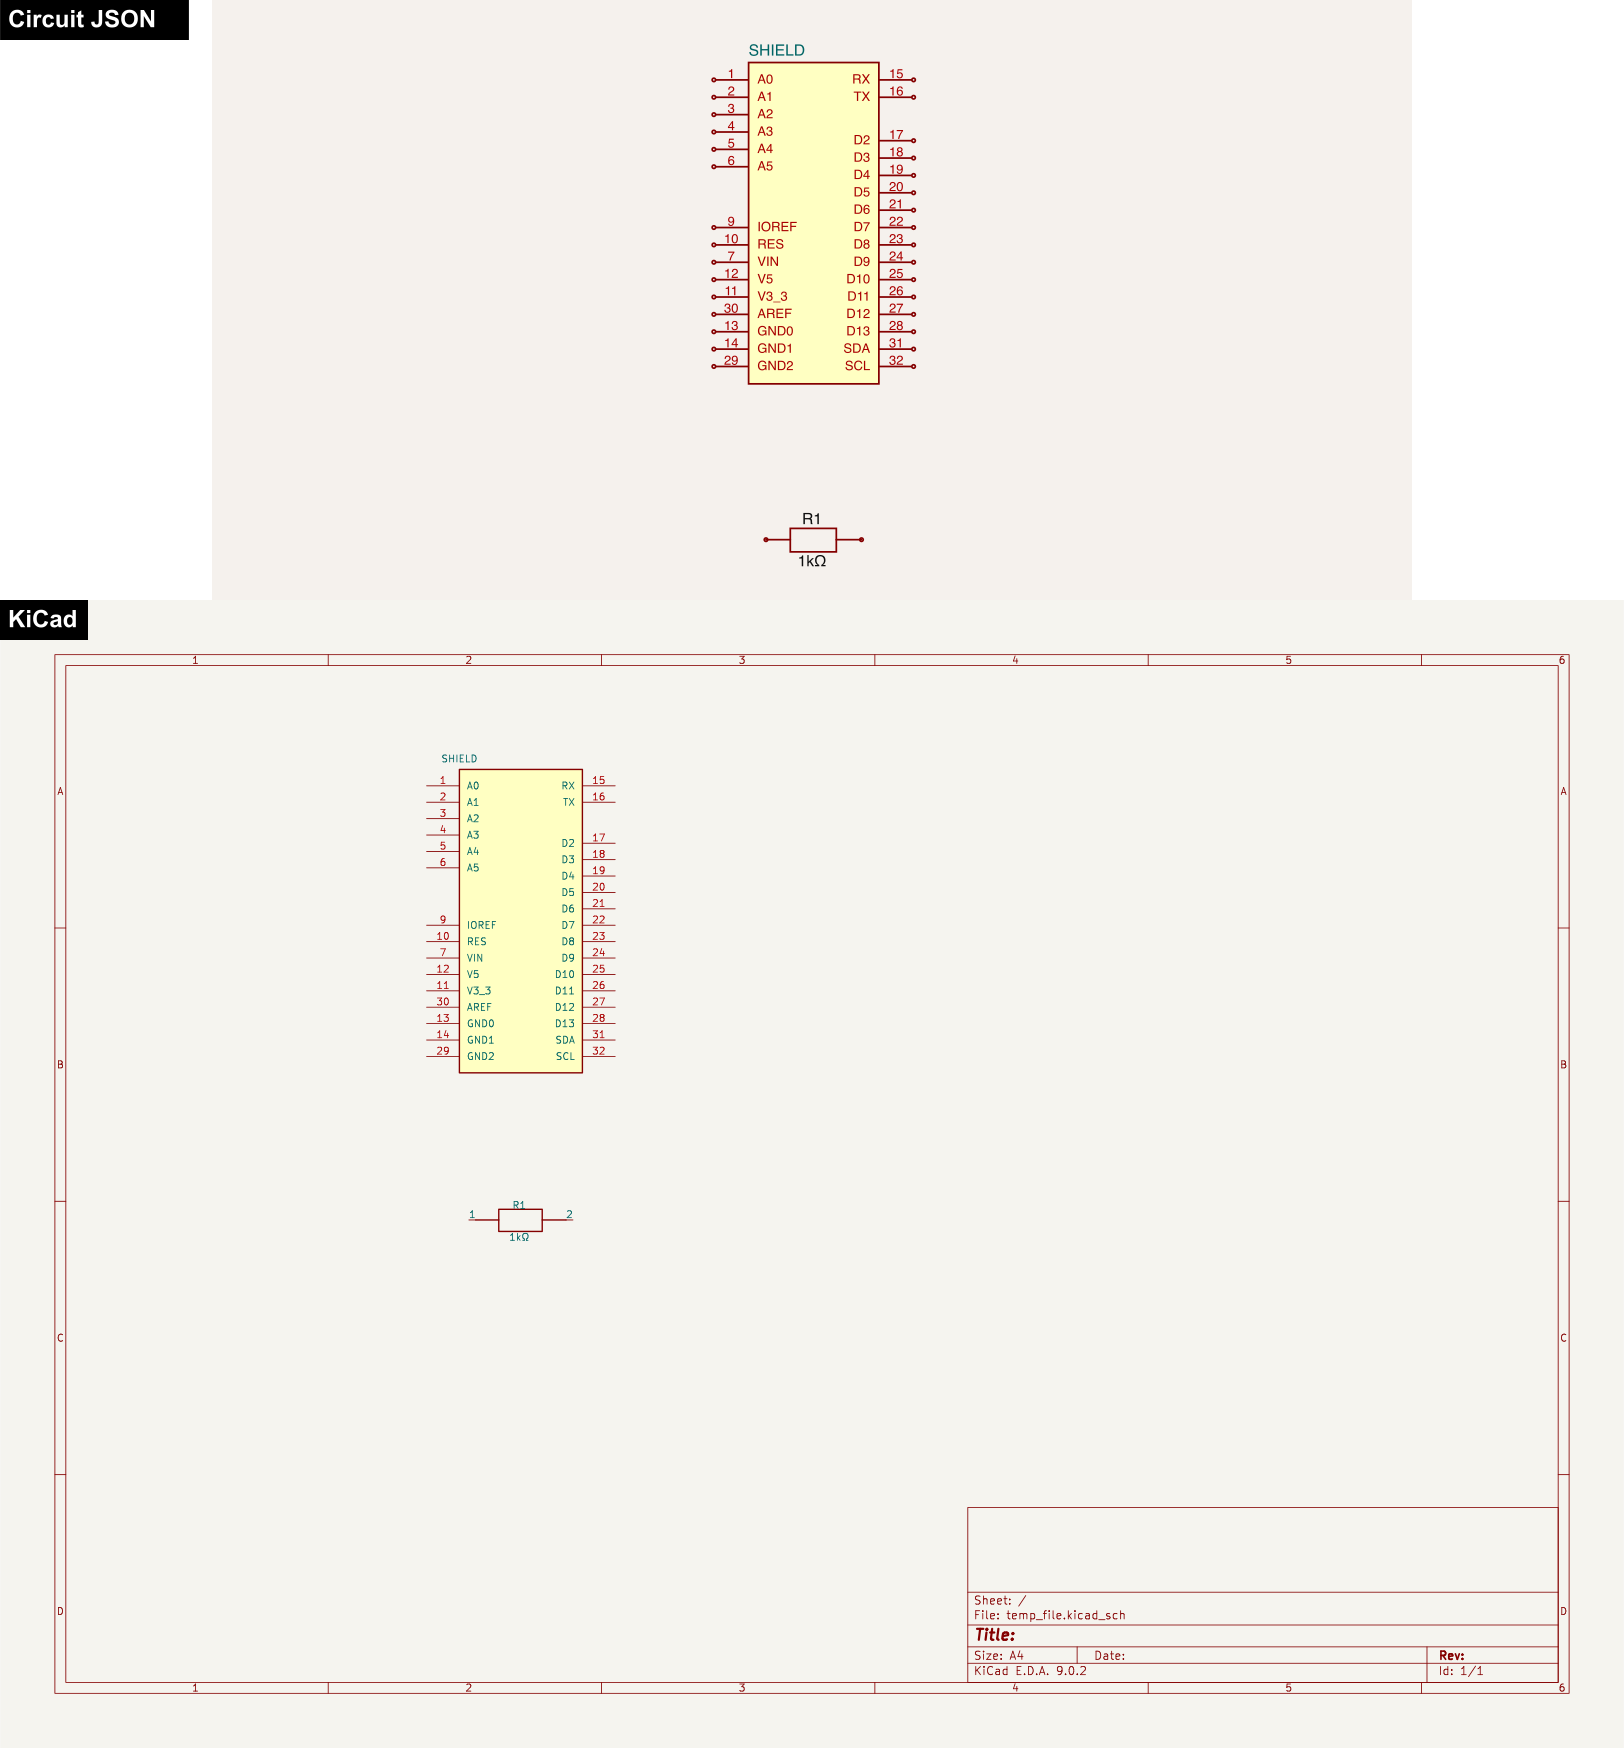 Circuit JSON
SHIELD
1 A0 RX 15
2 A1 TX 16
3 A2
4 A3 D2 17
5 A4 D3 18
6 A5 D4 19
D5 20
D6 21
9 IOREF D7 22
10 RES D8 23
7 VIN D9 24
12 V5 D10 25
11 V3_3 D11 26
30 AREF D12 27
13 GND0 D13 28
14 GND1 SDA 31
29 GND2 SCL 32
R1
1kΩ
KiCad
1 2 3 4 5 6
SHIELD
1 A0 RX 15
A A
2 A1 TX 16
3 A2
4 A3 D2 17
5 A4 D3 18
6 A5 D4 19
D5 20
D6 21
9 IOREF D7 22
10 RES D8 23
7 VIN D9 24
12 V5 D10 25
11 V3_3 D11 26
30 AREF D12 27
13 GND0 D13 28
14 GND1 SDA 31
29 GND2 SCL 32
B B
R1
1 2
1kΩ
C C
Sheet: /
D D
File: temp_file.kicad_sch
Title:
Size: A4 Date: Rev:
KiCad E.D.A. 9.0.2 Id: 1/1
1 2 3 4 5 6